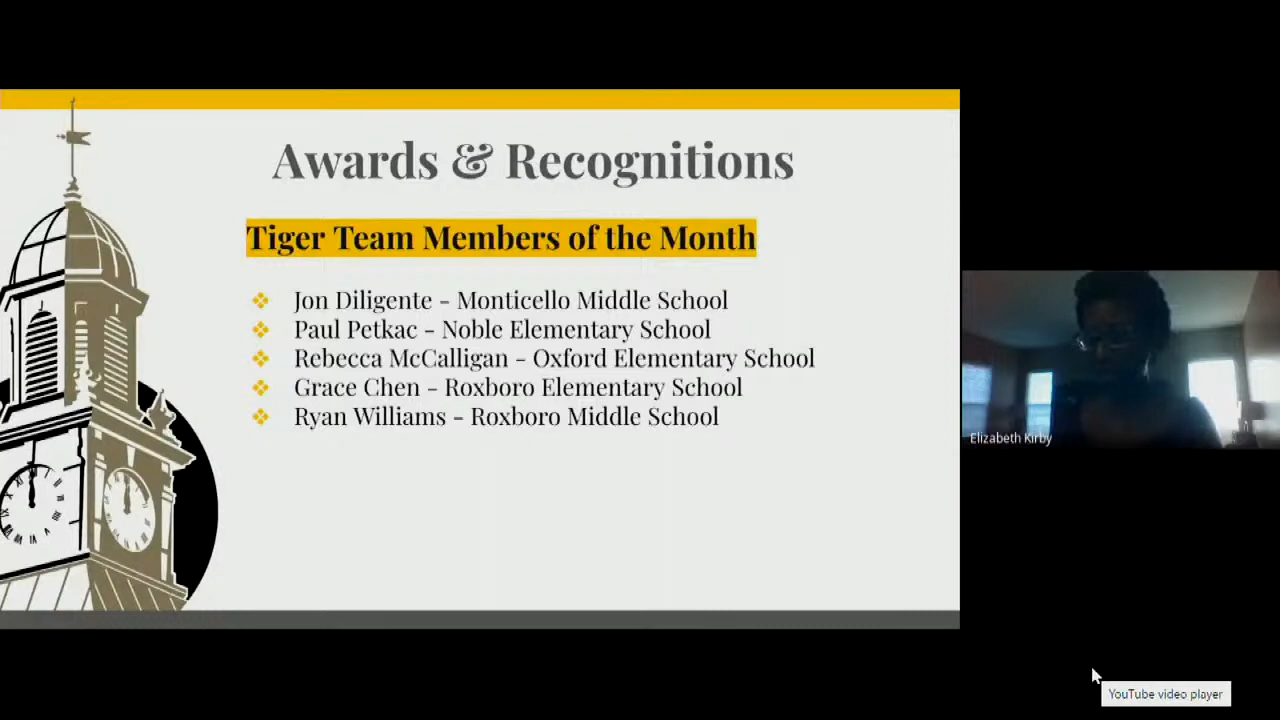 Awards & Recognitions
Tiger Team Members of the Month
Jon Diligente - Monticello Middle School
Paul Petkac - Noble Elementary School
Rebecca McCalligan - Oxford Elementary School
Grace Chen - Roxboro Elementary School
Ryan Williams - Roxboro Middle School
Elizabeth Kirby
YouTube video player